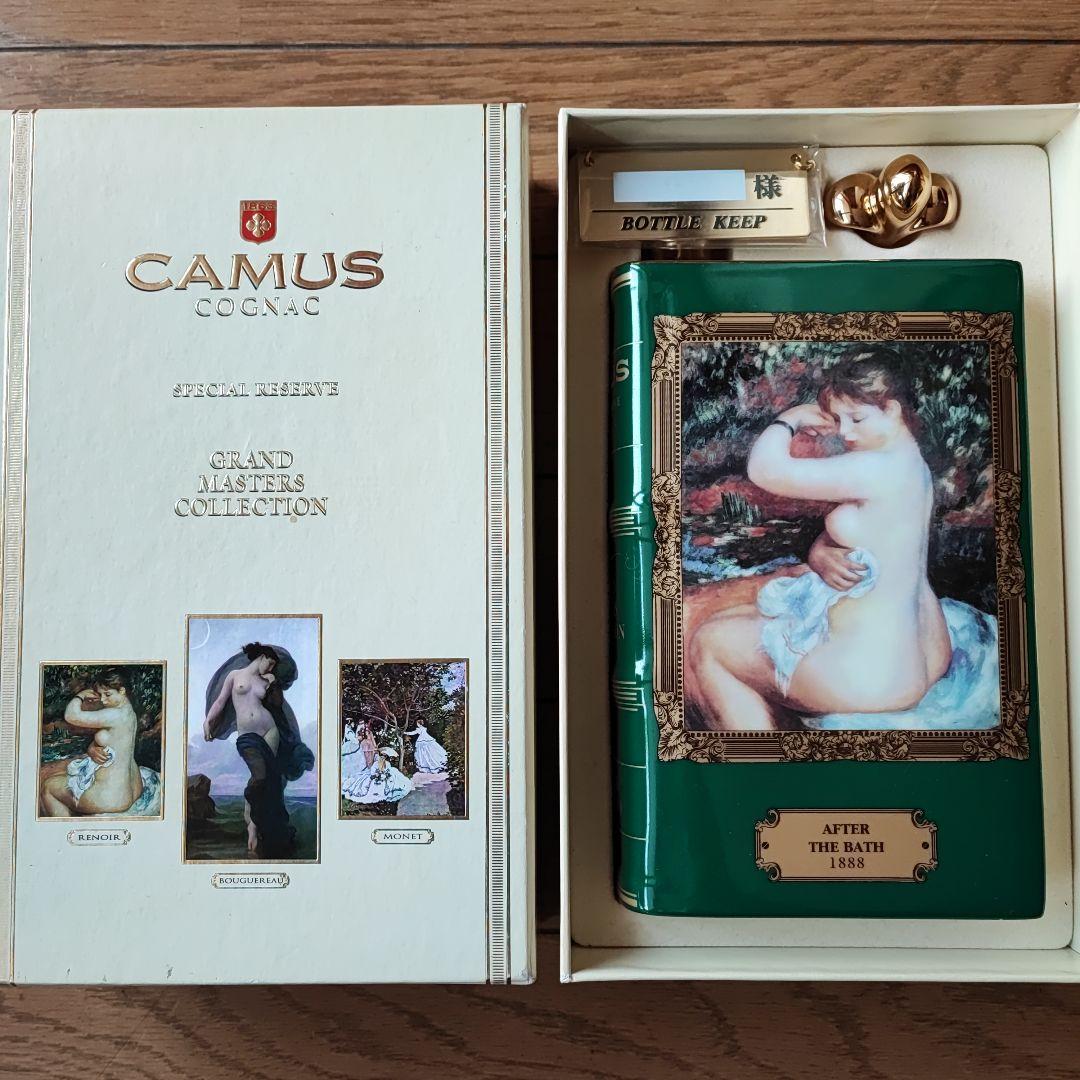 1863
CAMUS
COGNAC
SPECIAL RESERVE
GRAND
MASTERS
COLLECTION
RENOIR
BOUGUEREAU
MONET
様
BOTTLE KEEP
AFTER
THE BATH
1888